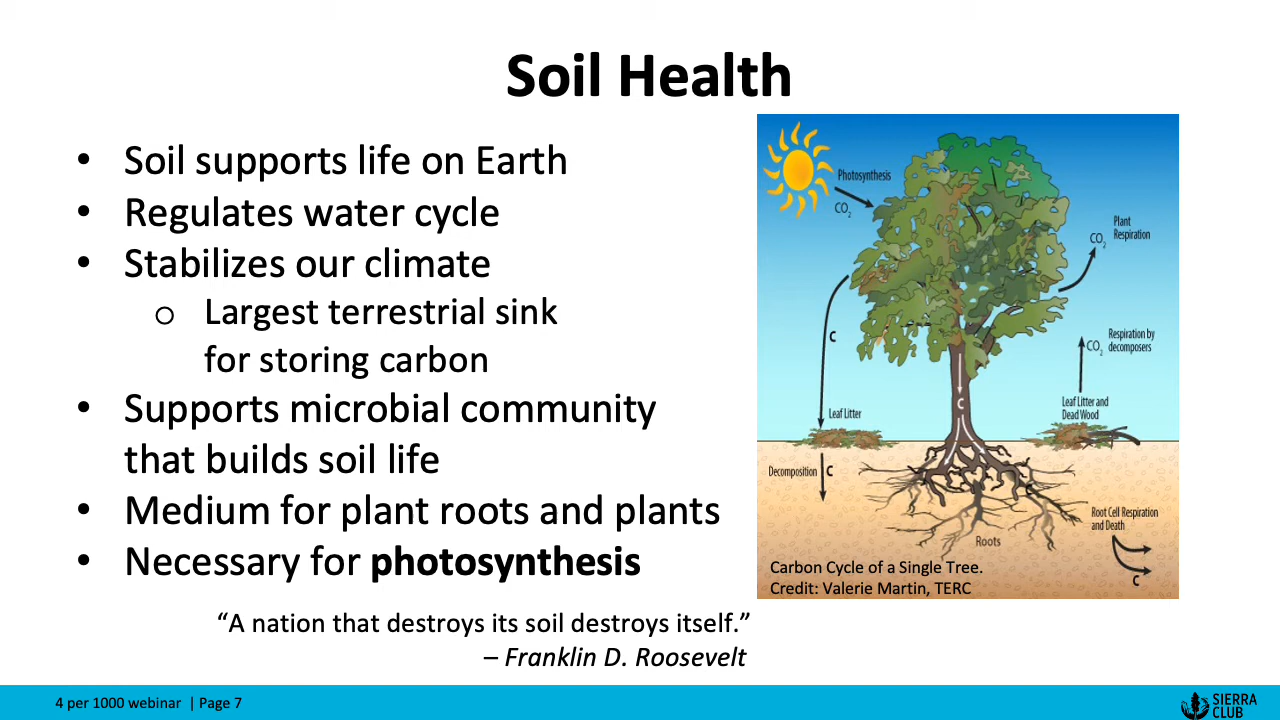 Soil Health
• Soil supports life on Earth
• Regulates water cycle
• Stabilizes our climate
o Largest terrestrial sink
for storing carbon
• Supports microbial community
that builds soil life
• Medium for plant roots and plants
• Necessary for photosynthesis
“A nation that destroys its soil destroys itself.”
– Franklin D. Roosevelt
Photosynthesis
CO2
Plant
Respiration
CO2
C
Respiration by
decomposers
CO2
C
Leaf Litter
Leaf Litter and
Dead Wood
Decomposition
C
Root Cell Respiration
and Death
C
Roots
Carbon Cycle of a Single Tree.
Credit: Valerie Martin, TERC
4 per 1000 webinar | Page 7
SIERRA
CLUB